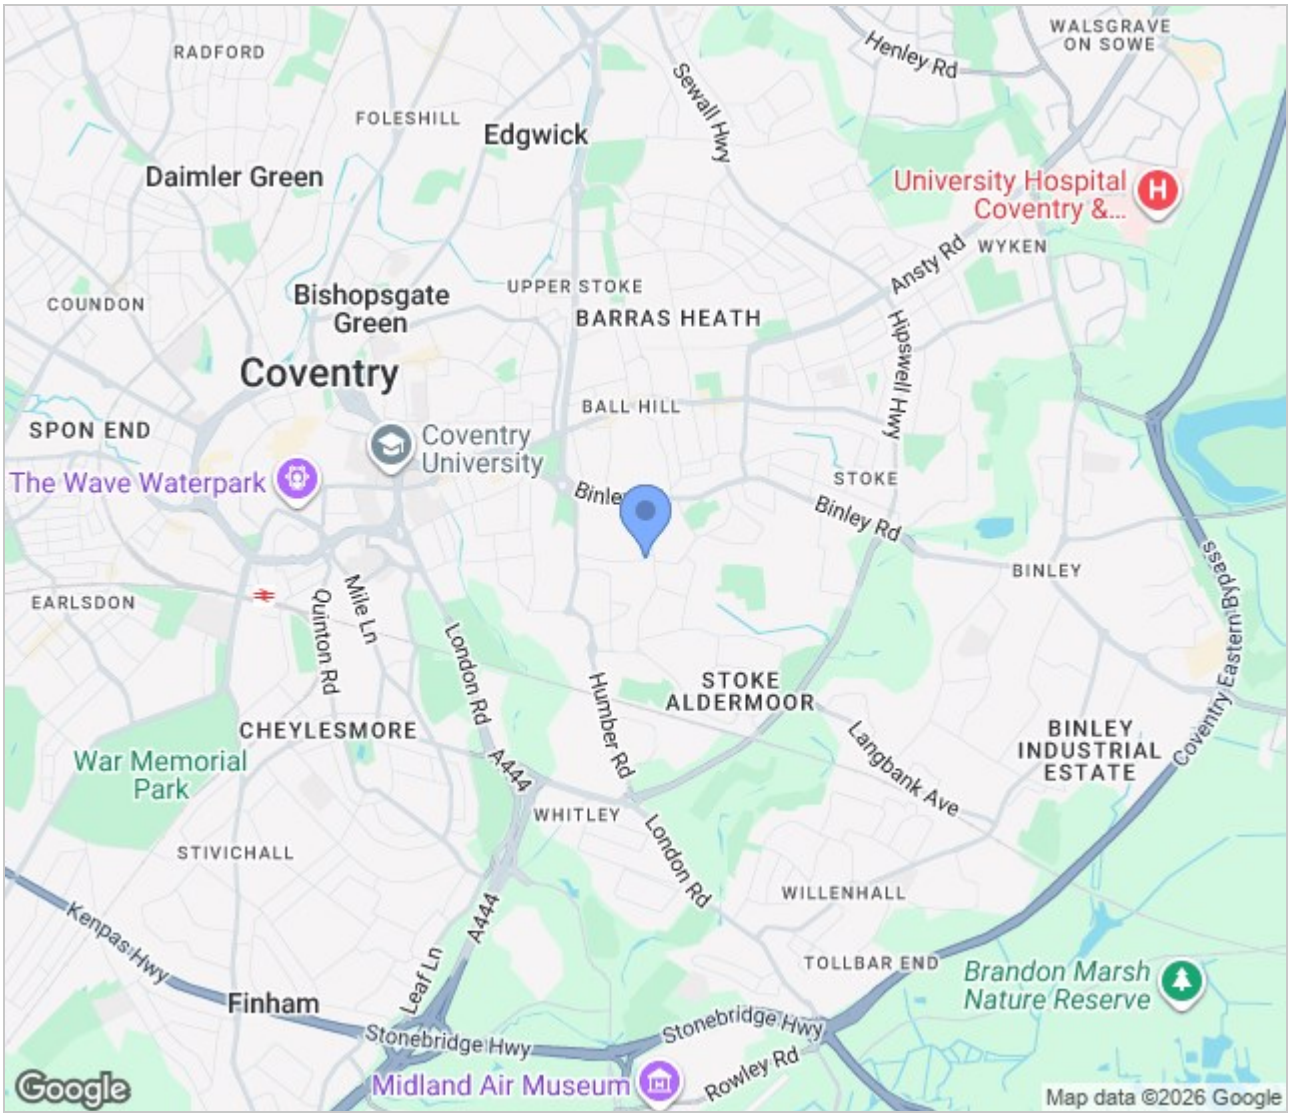 RADFORD
WALSGRAVE
ON SOWE
Henley Rd
Sewall Hwy
FOLESHILL
Edgwick
Daimler Green
University Hospital
Coventry &...
H
WYKEN
Ansty Rd
COUNDON
Bishopsgate
Green
UPPER STOKE
BARRAS HEATH
Hipswell Hwy
Coventry
BALL HILL
SPON END
Coventry
University
The Wave Waterpark
STOKE
Binley
Binley Rd
BINLEY
Coventry Eastern Bypass
EARLSDON
Mile Ln
Quinton Rd
London Rd
STOKE
ALDERMOOR
Humber Rd
CHEYLESMORE
War Memorial
Park
A444
Langbank Ave
BINLEY
INDUSTRIAL
ESTATE
WHITLEY
London Rd
STIVICHALL
WILLENHALL
Kenpas Hwy
A444
Leaf Ln
TOLLBAR END
Brandon Marsh
Nature Reserve
Finham
Stonebridge Hwy
Stonebridge Hwy
Rowley Rd
Midland Air Museum
Google
Map data ©2026 Google